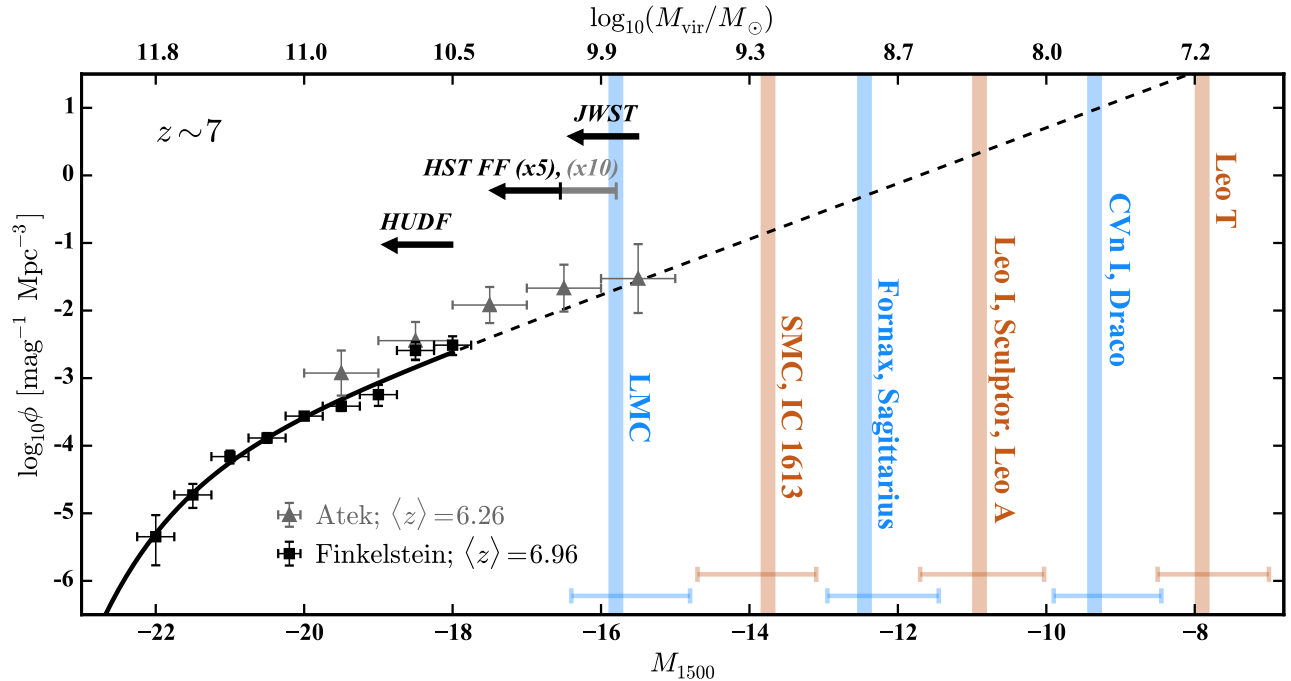 log₁₀(M_vir/M_⊙)
11.8 11.0 10.5 9.9 9.3 8.7 8.0 7.2
z∼7
JWST
HST FF (x5), (x10)
HUDF
LMC
SMC, IC 1613
Fornax, Sagittarius
Leo I, Sculptor, Leo A
CVn I, Draco
Leo T
Atek; ⟨z⟩=6.26
Finkelstein; ⟨z⟩=6.96
log₁₀ϕ [mag⁻¹ Mpc⁻³]
1
0
−1
−2
−3
−4
−5
−6
−22 −20 −18 −16 −14 −12 −10 −8
M₁₅₀₀